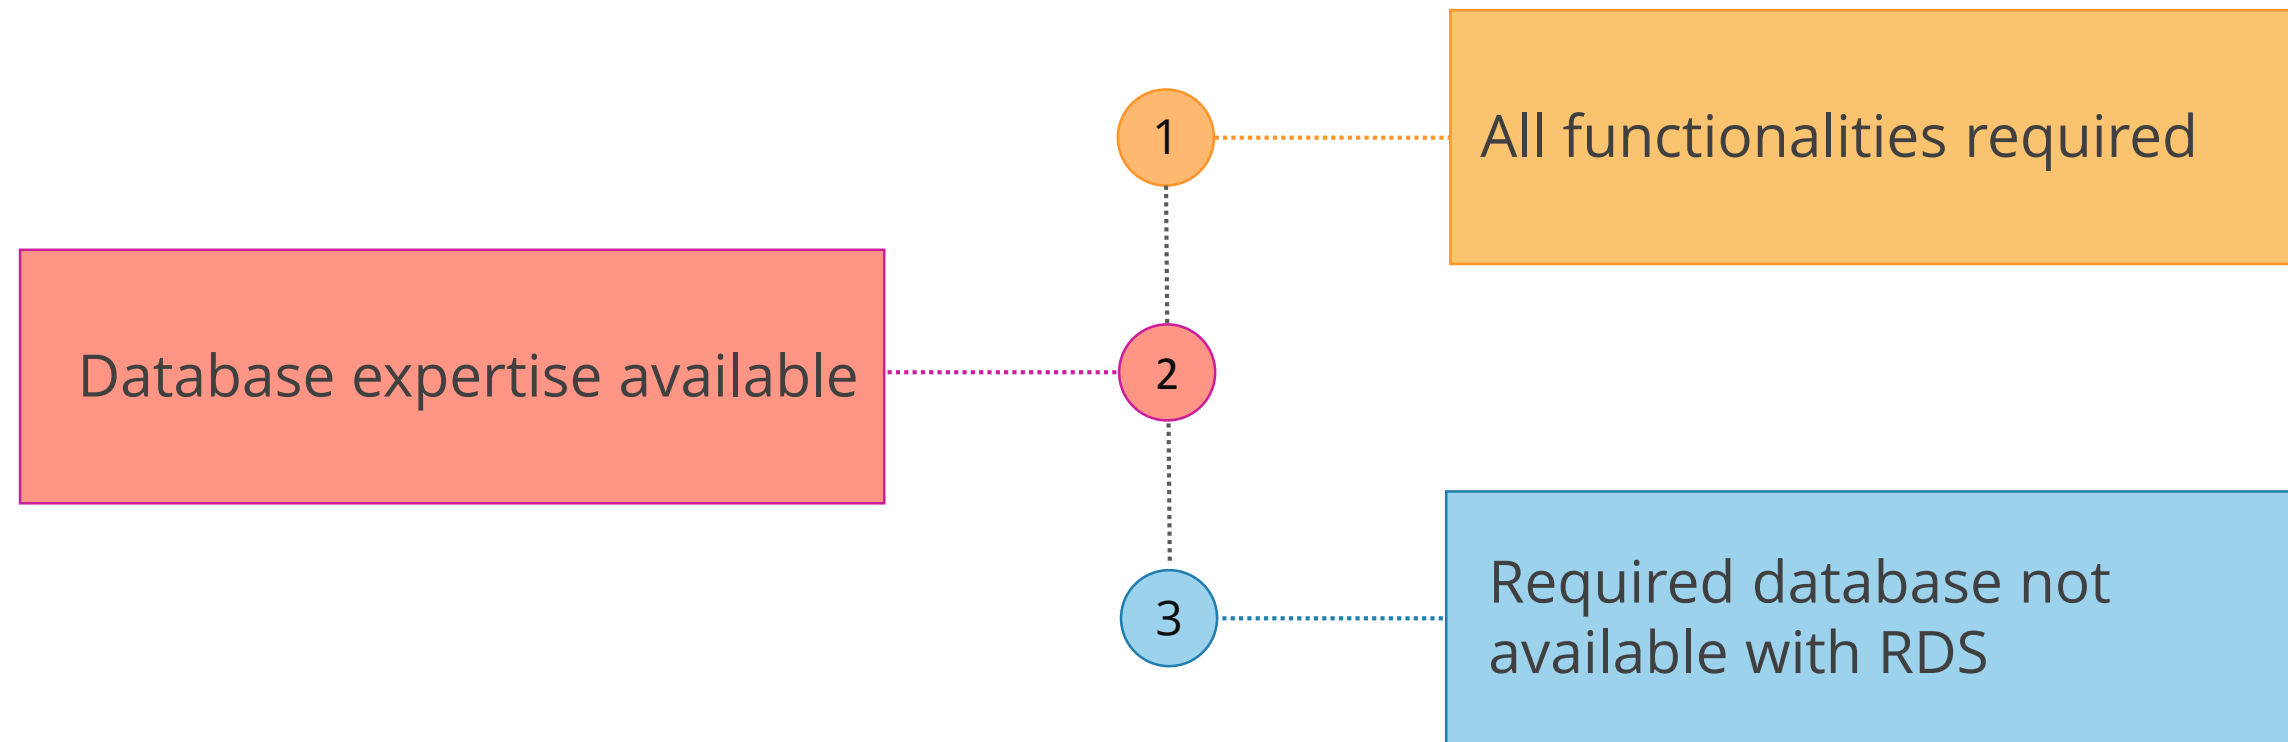 1
All functionalities required
Database expertise available
2
3
Required database not
available with RDS